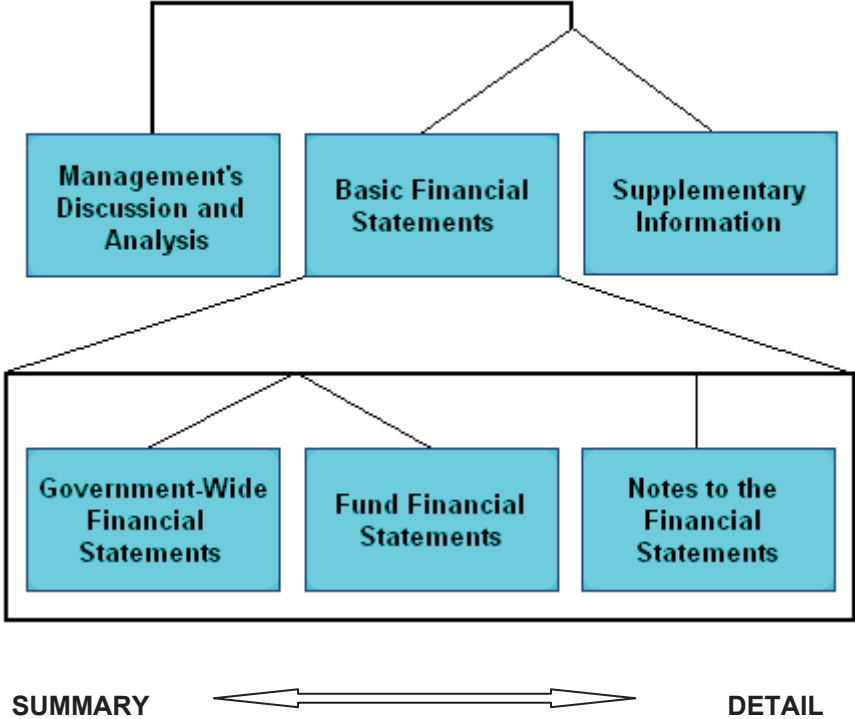 Management's
Discussion and
Analysis
Basic Financial
Statements
Supplementary
Information
Government-Wide
Financial
Statements
Fund Financial
Statements
Notes to the
Financial
Statements
SUMMARY
DETAIL